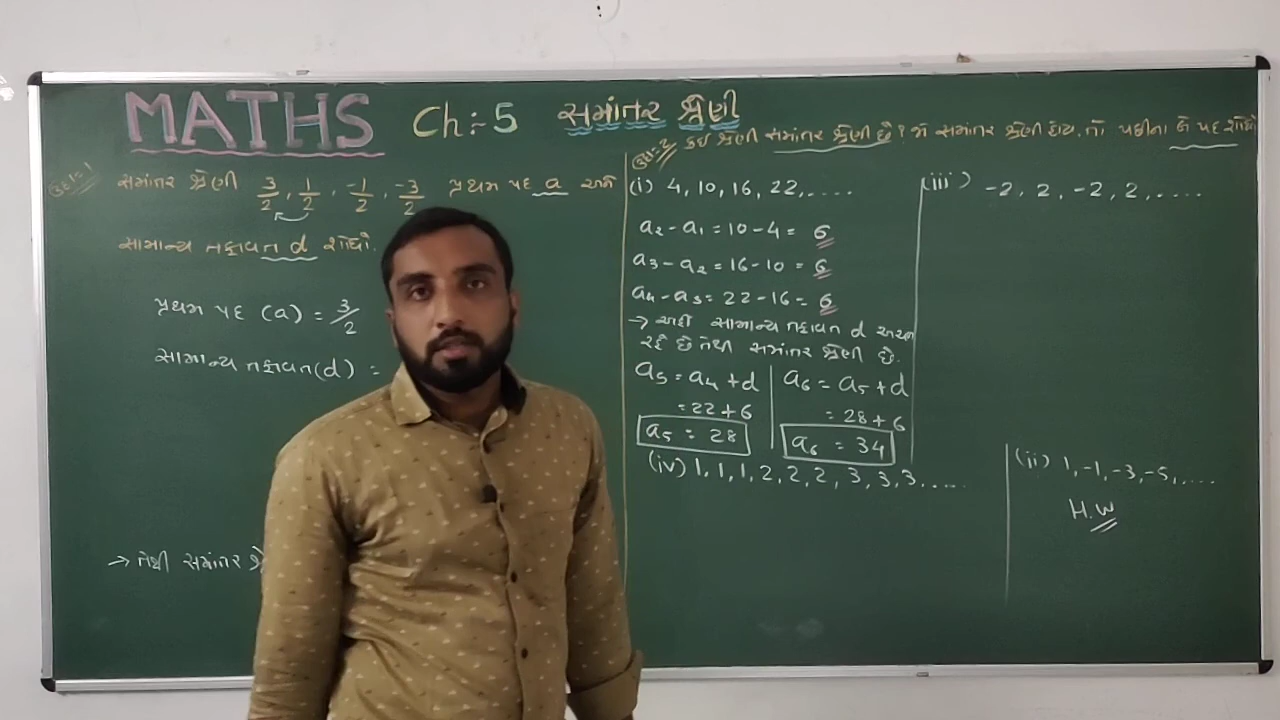 MATHS Ch:-5 સમાંતર શ્રેણી
ઉદા-1 સમાંતર શ્રેણી 3/2, 1/2, -1/2, -3/2 પ્રથમ પદ a અને
સામાન્ય તફાવત d શોધો.
પ્રથમ પદ (a) = 3/2
સામાન્ય તફાવત(d) =
→ તેથી સમાંતર
ઉદા-2 કઈ શ્રેણી સમાંતર શ્રેણી છે? જો સમાંતર શ્રેણી હોય, તો પછીના બે પદ શોધો
(i) 4, 10, 16, 22, ....
a2 - a1 = 10 - 4 = 6
a3 - a2 = 16 - 10 = 6
a4 - a3 = 22 - 16 = 6
→ અહીં સામાન્ય તફાવત d અચળ
રહે છે તેથી સમાંતર શ્રેણી છે.
a5 = a4 + d
= 22 + 6
a5 = 28
a6 = a5 + d
= 28 + 6
a6 = 34
(iv) 1, 1, 1, 2, 2, 2, 3, 3, 3, .....
(iii) -2, 2, -2, 2, ....
(ii) 1, -1, -3, -5, ....
H.W